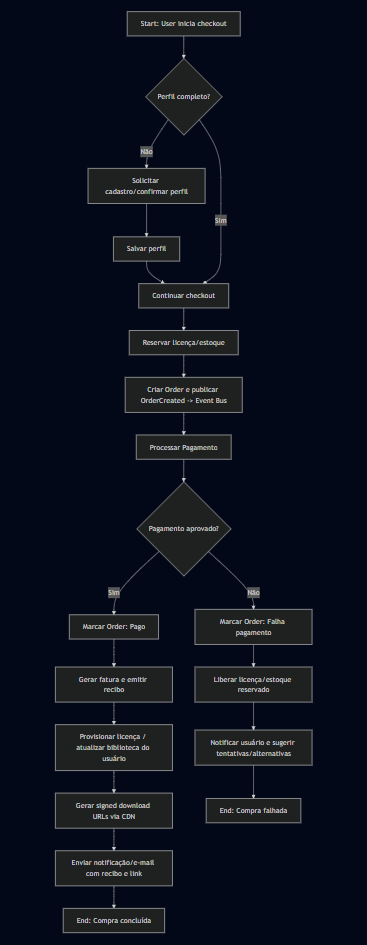 Start: User inicia checkout
Perfil completo?
Não
Solicitar
cadastro/confirmar perfil
Sim
Salvar perfil
Continuar checkout
Reservar licença/estoque
Criar Order e publicar
OrderCreated -> Event Bus
Processar Pagamento
Pagamento aprovado?
Sim
Não
Marcar Order: Pago
Marcar Order: Falha
pagamento
Gerar fatura e emitir
recibo
Liberar licença/estoque
reservado
Provisionar licença /
atualizar biblioteca do
usuário
Notificar usuário e sugerir
tentativas/alternativas
Gerar signed download
URLs via CDN
End: Compra falhada
Enviar notificação/e-mail
com recibo e link
End: Compra concluída